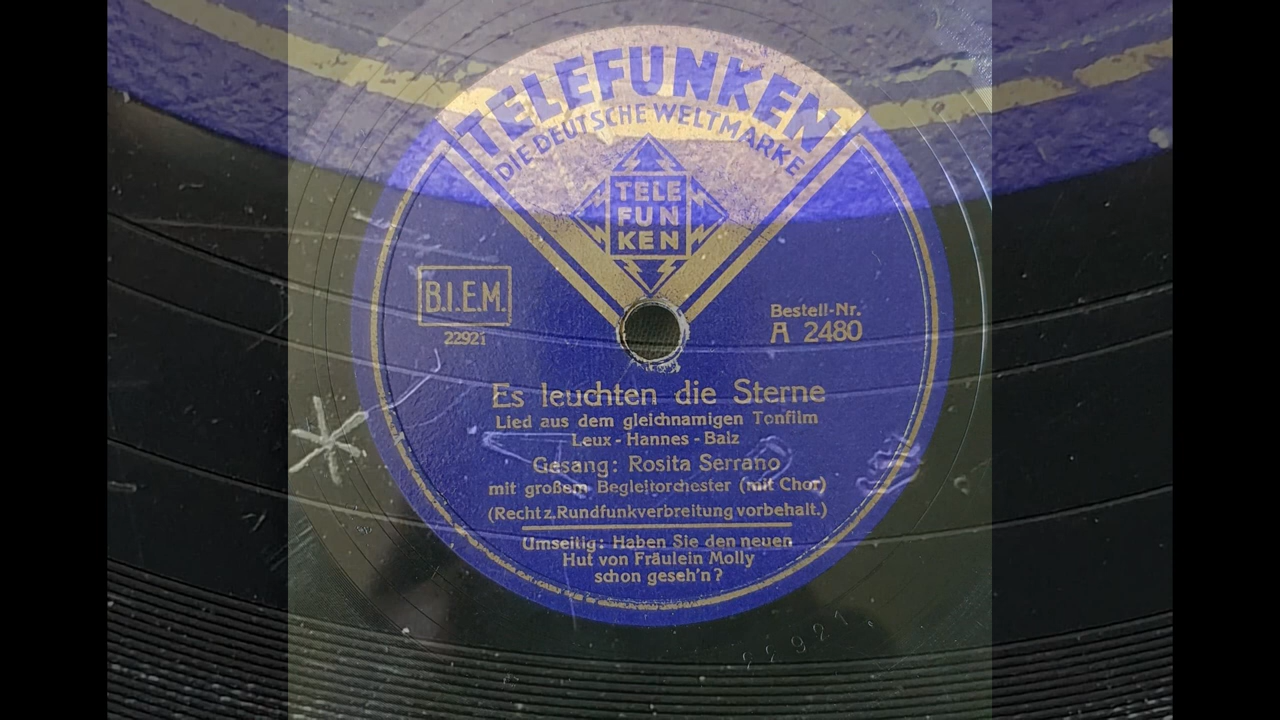 TELEFUNKEN
DIE DEUTSCHE WELTMARKE
TELE
FUN
KEN
B.I.E.M.
22921
Bestell-Nr.
A 2480
Es leuchten die Sterne
Lied aus dem gleichnamigen Tonfilm
Leux - Hannes - Balz
Gesang: Rosita Serrano
mit großem Begleitorchester (mit Chor)
(Recht z. Rundfunkverbreitung vorbehalt.)
Umseitig: Haben Sie den neuen
Hut von Fräulein Molly
schon geseh'n?
22921